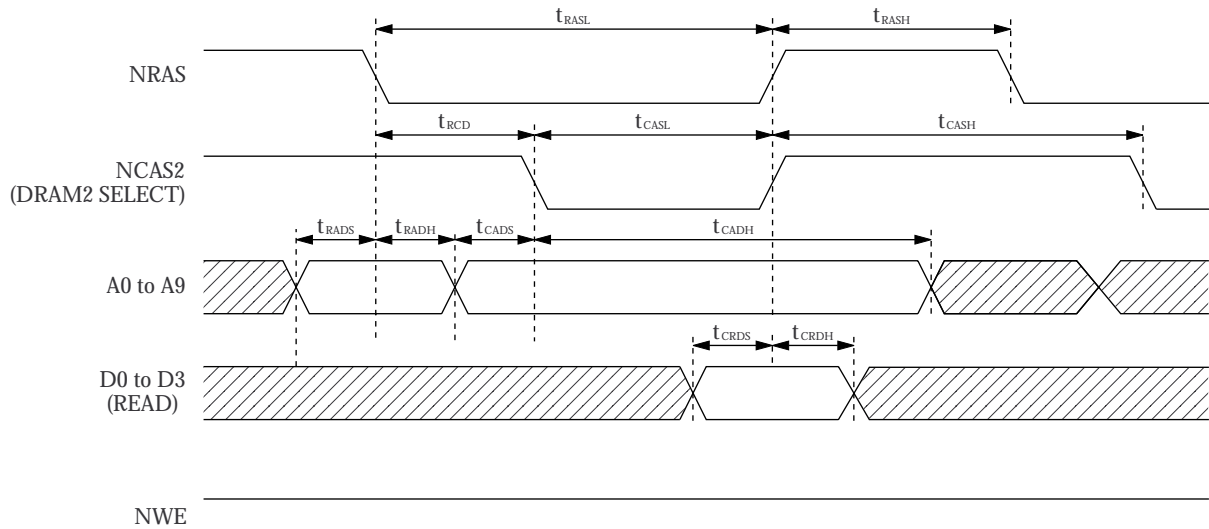 tRASL tRASH
NRAS
tRCD tCASL tCASH
NCAS2
(DRAM2 SELECT)
tRADS tRADH tCADS tCADH
A0 to A9
tCRDS tCRDH
D0 to D3
(READ)
NWE